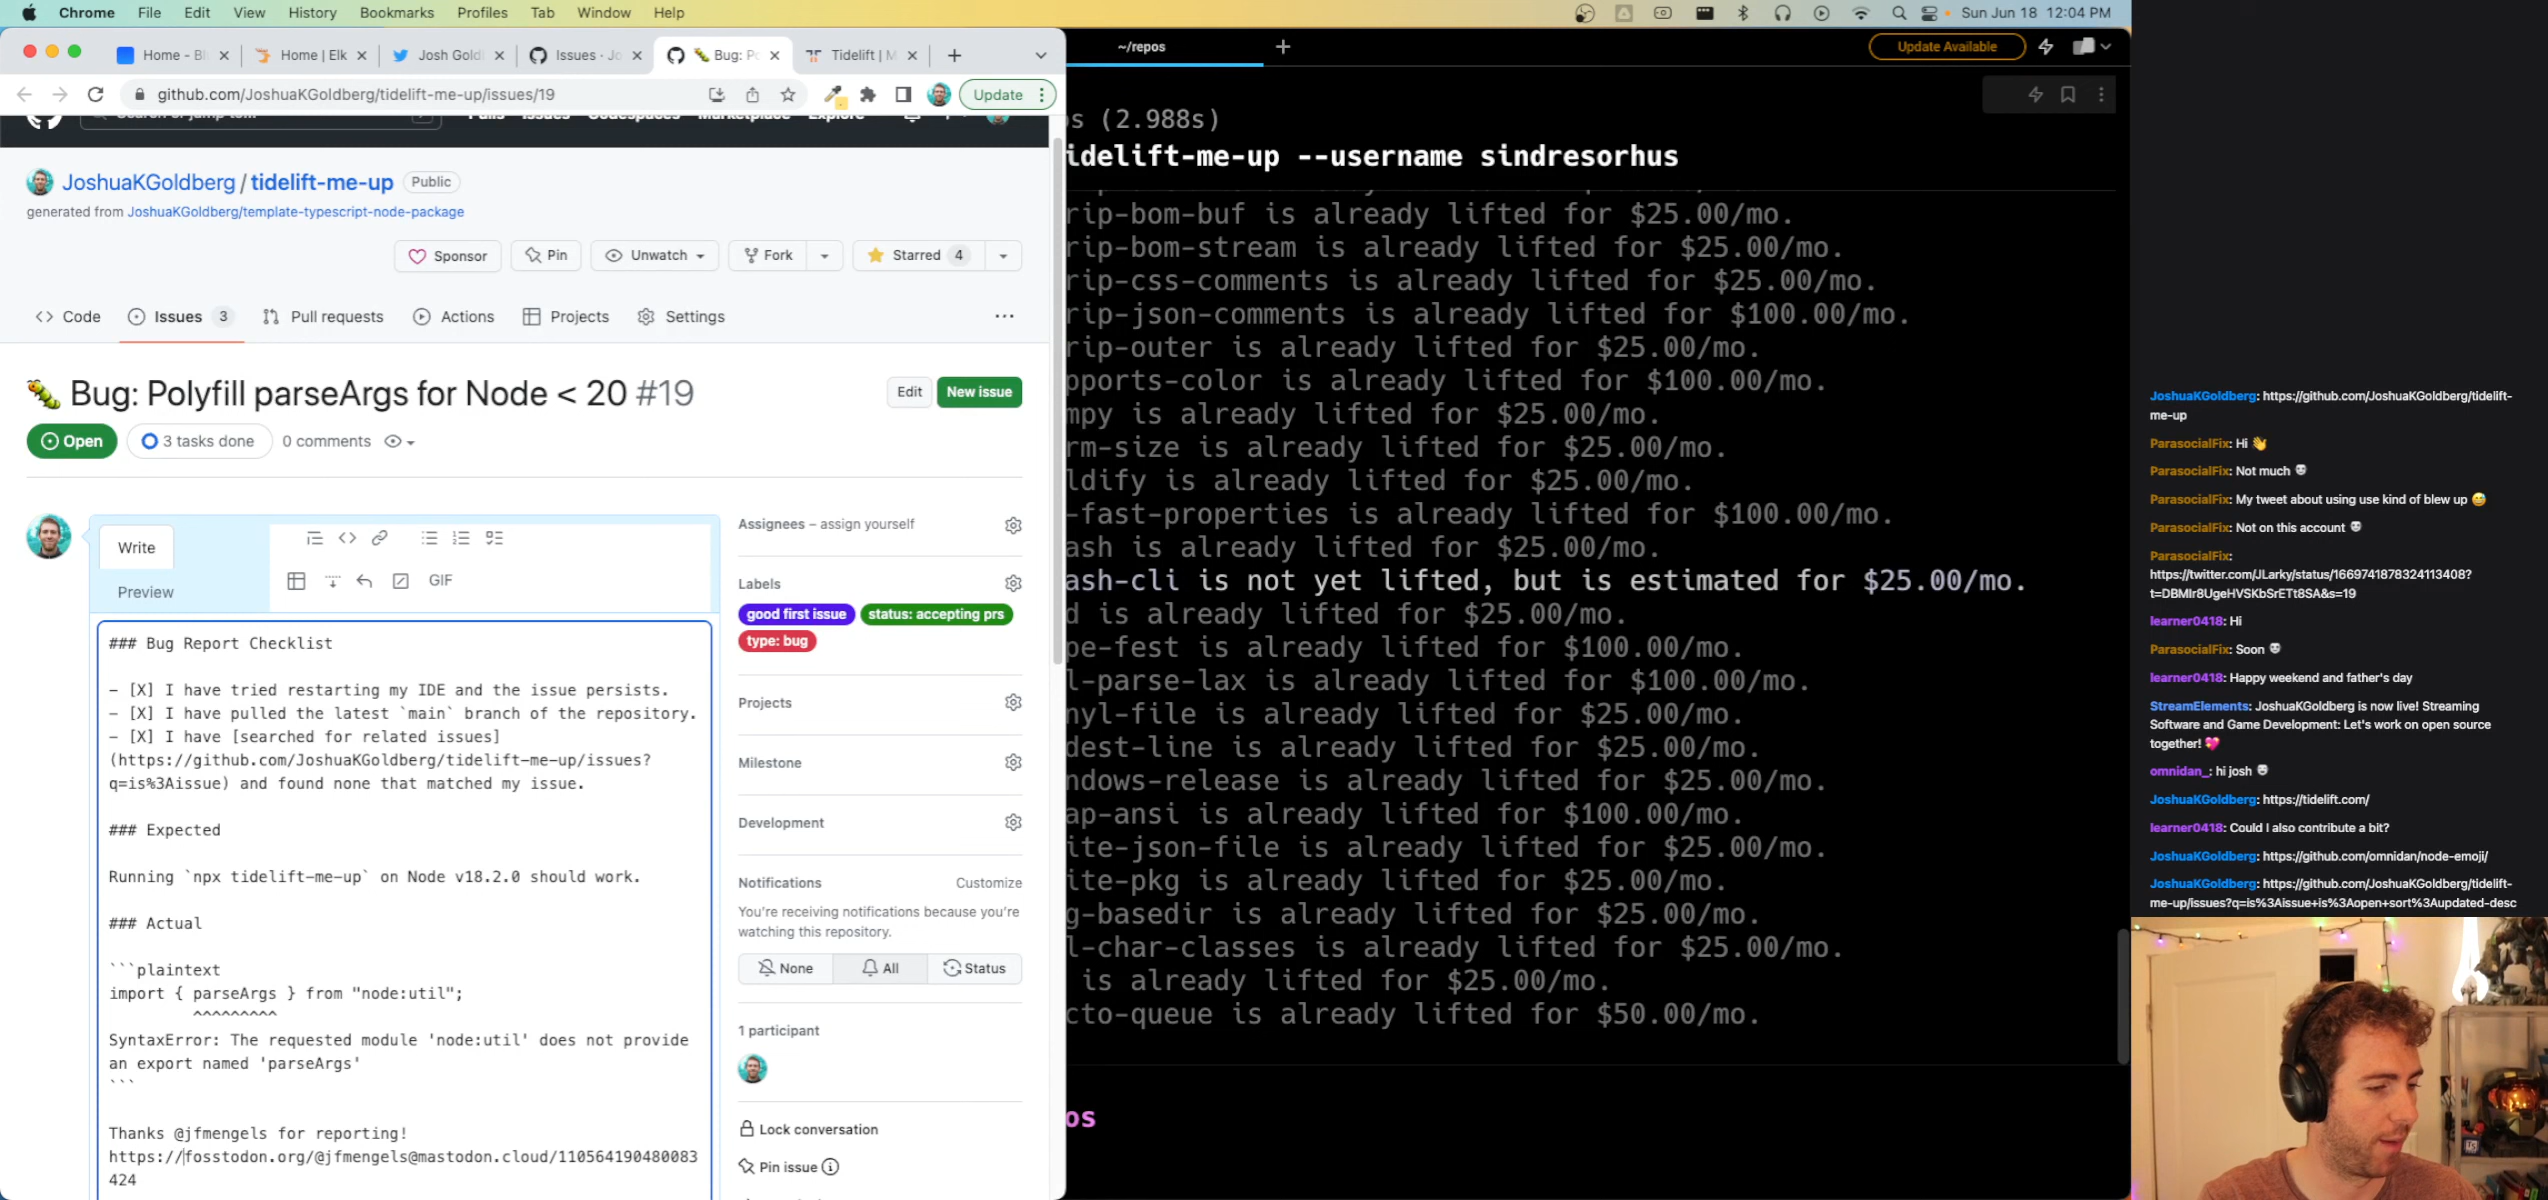 Chrome File Edit View History Bookmarks Profiles Tab Window Help
Sun Jun 18 12:04 PM
Home - Bl
Home | Elk
Josh Gold
Issues · Jo
Bug: Po
Tidelift | M
github.com/JoshuaKGoldberg/tidelift-me-up/issues/19
Update
Pulls Issues Codespaces Marketplace Explore
JoshuaKGoldberg / tidelift-me-up Public
generated from JoshuaKGoldberg/template-typescript-node-package
Sponsor Pin Unwatch Fork Starred 4
Code Issues 3 Pull requests Actions Projects Settings
Bug: Polyfill parseArgs for Node < 20 #19
Edit New issue
Open 3 tasks done 0 comments
Write
Preview
GIF
### Bug Report Checklist
- [X] I have tried restarting my IDE and the issue persists.
- [X] I have pulled the latest `main` branch of the repository.
- [X] I have [searched for related issues]
(https://github.com/JoshuaKGoldberg/tidelift-me-up/issues?
q=is%3Aissue) and found none that matched my issue.
### Expected
Running `npx tidelift-me-up` on Node v18.2.0 should work.
### Actual
```plaintext
import { parseArgs } from "node:util";
^^^^^^^^^
SyntaxError: The requested module 'node:util' does not provide
an export named 'parseArgs'
```
Thanks @jfmengels for reporting!
https://fosstodon.org/@jfmengels@mastodon.cloud/110564190480083
424
Assignees – assign yourself
Labels
good first issue status: accepting prs
type: bug
Projects
Milestone
Development
Notifications Customize
You're receiving notifications because you're
watching this repository.
None All Status
1 participant
Lock conversation
Pin issue
~/repos
Update Available
os (2.988s)
idelift-me-up --username sindresorhus
rip-bom-buf is already lifted for $25.00/mo.
rip-bom-stream is already lifted for $25.00/mo.
rip-css-comments is already lifted for $25.00/mo.
rip-json-comments is already lifted for $100.00/mo.
rip-outer is already lifted for $25.00/mo.
pports-color is already lifted for $100.00/mo.
mpy is already lifted for $25.00/mo.
rm-size is already lifted for $25.00/mo.
ldify is already lifted for $25.00/mo.
-fast-properties is already lifted for $100.00/mo.
ash is already lifted for $25.00/mo.
ash-cli is not yet lifted, but is estimated for $25.00/mo.
d is already lifted for $25.00/mo.
pe-fest is already lifted for $100.00/mo.
l-parse-lax is already lifted for $100.00/mo.
nyl-file is already lifted for $25.00/mo.
dest-line is already lifted for $25.00/mo.
ndows-release is already lifted for $25.00/mo.
ap-ansi is already lifted for $100.00/mo.
ite-json-file is already lifted for $25.00/mo.
ite-pkg is already lifted for $25.00/mo.
g-basedir is already lifted for $25.00/mo.
l-char-classes is already lifted for $25.00/mo.
is already lifted for $25.00/mo.
cto-queue is already lifted for $50.00/mo.
os
JoshuaKGoldberg: https://github.com/JoshuaKGoldberg/tidelift-
me-up
ParasocialFix: Hi 👋
ParasocialFix: Not much
ParasocialFix: My tweet about using use kind of blew up 😅
ParasocialFix: Not on this account
ParasocialFix:
https://twitter.com/JLarky/status/1669741878324113408?
t=DBMIr8UgeHVSKbSrETt8SA&s=19
learner0418: Hi
ParasocialFix: Soon
learner0418: Happy weekend and father's day
StreamElements: JoshuaKGoldberg is now live! Streaming
Software and Game Development: Let's work on open source
together! 💖
omnidan_: hi josh
JoshuaKGoldberg: https://tidelift.com/
learner0418: Could I also contribute a bit?
JoshuaKGoldberg: https://github.com/omnidan/node-emoji/
JoshuaKGoldberg: https://github.com/JoshuaKGoldberg/tidelift-
me-up/issues?q=is%3Aissue+is%3Aopen+sort%3Aupdated-desc